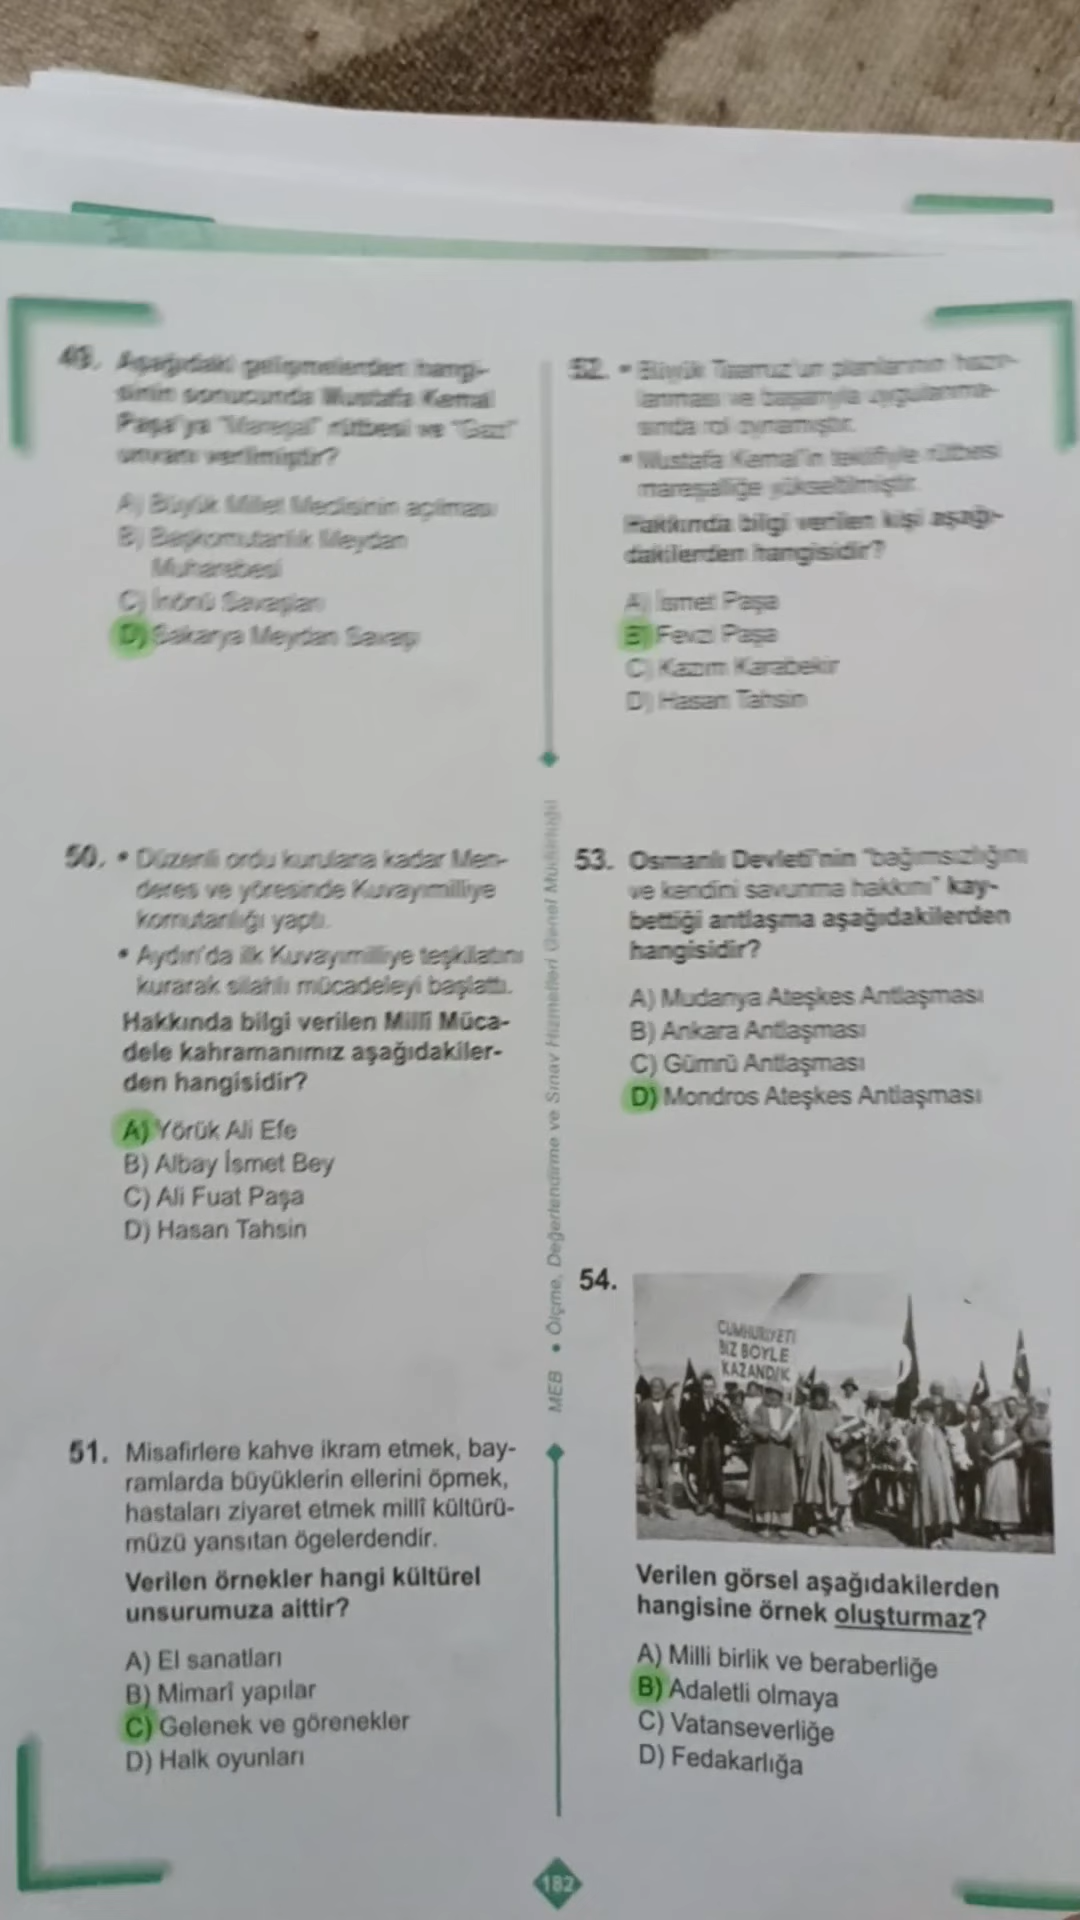 49. Aşağıdaki gelişmelerden hangi-
sinin sonucunda Mustafa Kemal
Paşa'ya "Mareşal" rütbesi ve "Gazi"
unvanı verilmiştir?
A) Büyük Millet Meclisinin açılması
B) Başkomutanlık Meydan
Muharebesi
C) İnönü Savaşları
D) Sakarya Meydan Savaşı
50. • Düzenli ordu kurulana kadar Men-
deres ve yöresinde Kuvayımilliye
komutanlığı yaptı.
• Aydın'da ilk Kuvayımilliye teşkilatını
kurarak silahlı mücadeleyi başlattı.
Hakkında bilgi verilen Millî Müca-
dele kahramanımız aşağıdakiler-
den hangisidir?
A) Yörük Ali Efe
B) Albay İsmet Bey
C) Ali Fuat Paşa
D) Hasan Tahsin
51. Misafirlere kahve ikram etmek, bay-
ramlarda büyüklerin ellerini öpmek,
hastaları ziyaret etmek millî kültürü-
müzü yansıtan ögelerdendir.
Verilen örnekler hangi kültürel
unsurumuza aittir?
A) El sanatları
B) Mimarî yapılar
C) Gelenek ve görenekler
D) Halk oyunları
MEB • Ölçme, Değerlendirme ve Sınav Hizmetleri Genel Müdürlüğü
52. • Büyük Taarruz'un planlarının hazır-
lanması ve başarıyla uygulanma-
sında rol oynamıştır.
• Mustafa Kemal'in teklifiyle rütbesi
mareşalliğe yükseltilmiştir.
Hakkında bilgi verilen kişi aşağı-
dakilerden hangisidir?
A) İsmet Paşa
B) Fevzi Paşa
C) Kazım Karabekir
D) Hasan Tahsin
53. Osmanlı Devleti'nin "bağımsızlığını
ve kendini savunma hakkını" kay-
bettiği antlaşma aşağıdakilerden
hangisidir?
A) Mudanya Ateşkes Antlaşması
B) Ankara Antlaşması
C) Gümrü Antlaşması
D) Mondros Ateşkes Antlaşması
54.
CUMHURİYETİ
BİZ BÖYLE
KAZANDIK
Verilen görsel aşağıdakilerden
hangisine örnek oluşturmaz?
A) Milli birlik ve beraberliğe
B) Adaletli olmaya
C) Vatanseverliğe
D) Fedakarlığa
182